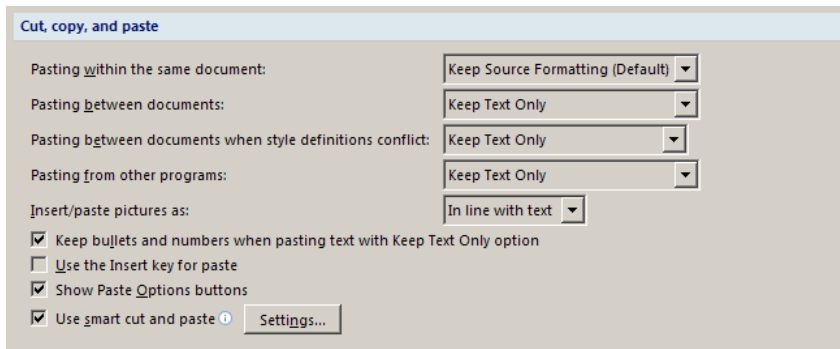 Cut, copy, and paste
Pasting within the same document: Keep Source Formatting (Default)
Pasting between documents: Keep Text Only
Pasting between documents when style definitions conflict: Keep Text Only
Pasting from other programs: Keep Text Only
Insert/paste pictures as: In line with text
Keep bullets and numbers when pasting text with Keep Text Only option
Use the Insert key for paste
Show Paste Options buttons
Use smart cut and paste Settings...